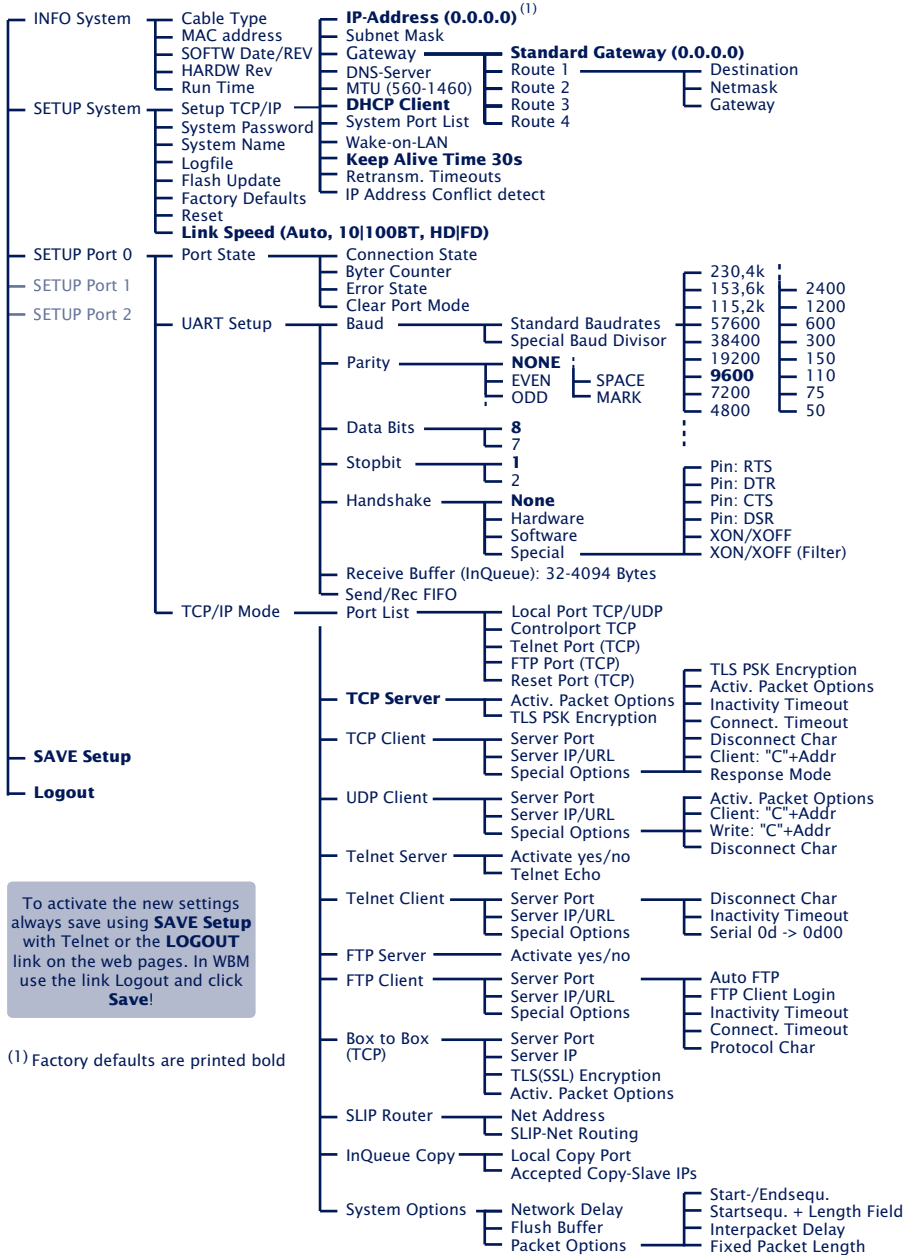 INFO System
Cable Type
MAC address
SOFTW Date/REV
HARDW Rev
Run Time
SETUP System
Setup TCP/IP
IP-Address (0.0.0.0) (1)
Subnet Mask
Gateway
Standard Gateway (0.0.0.0)
Route 1
Destination
Netmask
Gateway
Route 2
Route 3
Route 4
DNS-Server
MTU (560-1460)
DHCP Client
System Port List
Wake-on-LAN
Keep Alive Time 30s
Retransm. Timeouts
IP Address Conflict detect
System Password
System Name
Logfile
Flash Update
Factory Defaults
Reset
Link Speed (Auto, 10|100BT, HD|FD)
SETUP Port 0
SETUP Port 1
SETUP Port 2
Port State
Connection State
Byter Counter
Error State
Clear Port Mode
UART Setup
Baud
Standard Baudrates
Special Baud Divisor
230,4k
153,6k
115,2k
57600
38400
19200
9600
7200
4800
2400
1200
600
300
150
110
75
50
Parity
NONE
EVEN
ODD
SPACE
MARK
Data Bits
8
7
Stopbit
1
2
Handshake
None
Hardware
Software
Special
Pin: RTS
Pin: DTR
Pin: CTS
Pin: DSR
XON/XOFF
XON/XOFF (Filter)
Receive Buffer (InQueue): 32-4094 Bytes
Send/Rec FIFO
TCP/IP Mode
Port List
Local Port TCP/UDP
Controlport TCP
Telnet Port (TCP)
FTP Port (TCP)
Reset Port (TCP)
TCP Server
Activ. Packet Options
TLS PSK Encryption
TCP Client
Server Port
Server IP/URL
Special Options
TLS PSK Encryption
Activ. Packet Options
Inactivity Timeout
Connect. Timeout
Disconnect Char
Client: "C"+Addr
Response Mode
UDP Client
Server Port
Server IP/URL
Special Options
Activ. Packet Options
Client: "C"+Addr
Write: "C"+Addr
Disconnect Char
Telnet Server
Activate yes/no
Telnet Echo
Telnet Client
Server Port
Server IP/URL
Special Options
Disconnect Char
Inactivity Timeout
Serial 0d -> 0d00
FTP Server
Activate yes/no
FTP Client
Server Port
Server IP/URL
Special Options
Auto FTP
FTP Client Login
Inactivity Timeout
Connect. Timeout
Protocol Char
Box to Box
(TCP)
Server Port
Server IP
TLS(SSL) Encryption
Activ. Packet Options
SLIP Router
Net Address
SLIP-Net Routing
InQueue Copy
Local Copy Port
Accepted Copy-Slave IPs
System Options
Network Delay
Flush Buffer
Packet Options
Start-/Endsequ.
Startsequ. + Length Field
Interpacket Delay
Fixed Packet Length
SAVE Setup
Logout
To activate the new settings
always save using SAVE Setup
with Telnet or the LOGOUT
link on the web pages. In WBM
use the link Logout and click
Save!
(1) Factory defaults are printed bold